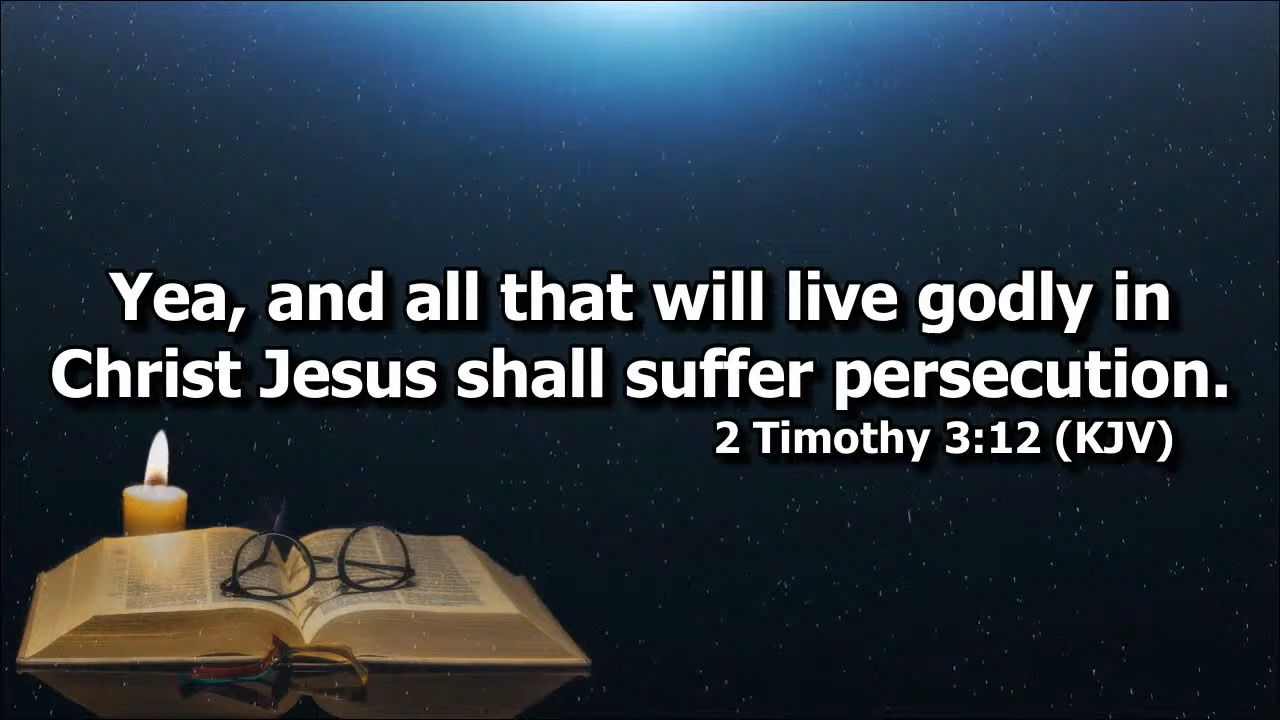 Yea, and all that will live godly in
Christ Jesus shall suffer persecution.
2 Timothy 3:12 (KJV)